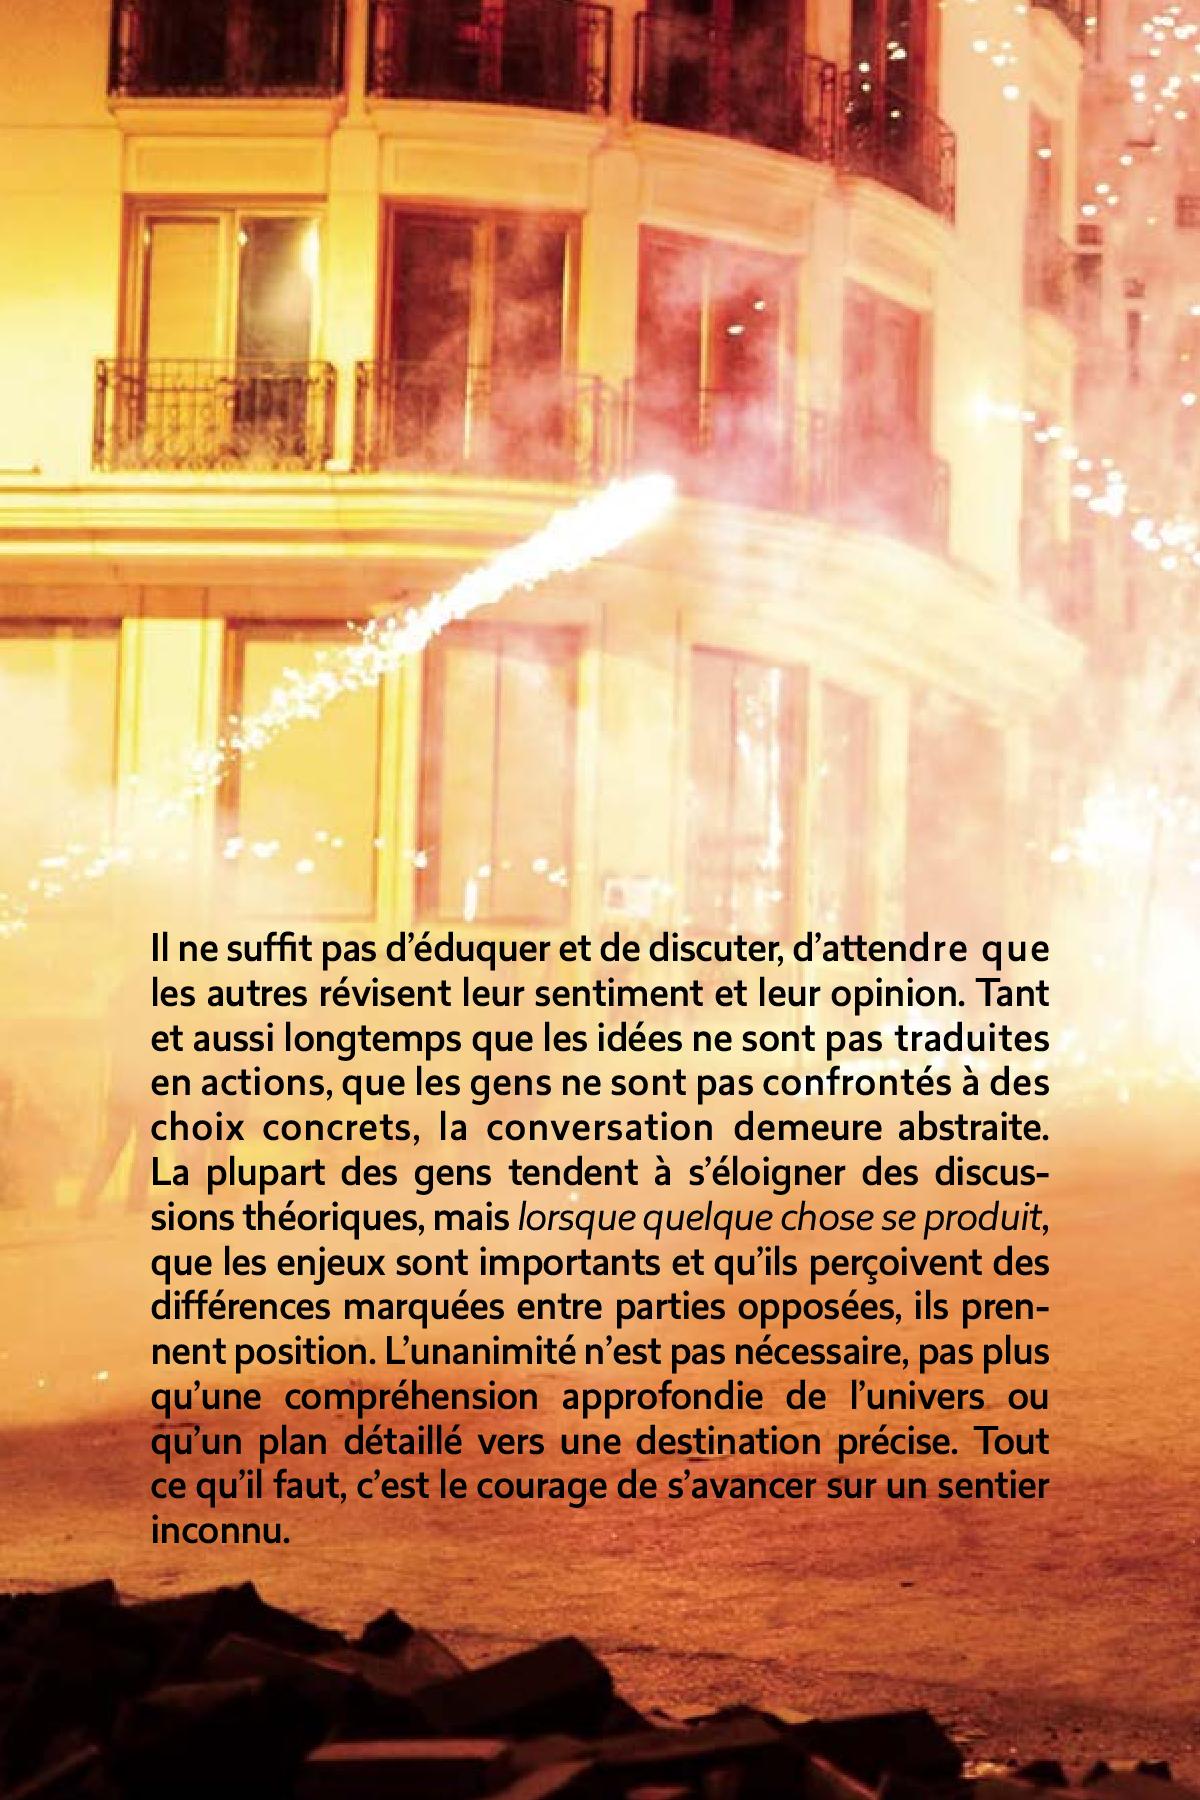 Il ne suffit pas d’éduquer et de discuter, d’attendre que
les autres révisent leur sentiment et leur opinion. Tant
et aussi longtemps que les idées ne sont pas traduites
en actions, que les gens ne sont pas confrontés à des
choix concrets, la conversation demeure abstraite.
La plupart des gens tendent à s’éloigner des discus-
sions théoriques, mais lorsque quelque chose se produit,
que les enjeux sont importants et qu’ils perçoivent des
différences marquées entre parties opposées, ils pren-
nent position. L’unanimité n’est pas nécessaire, pas plus
qu’une compréhension approfondie de l’univers ou
qu’un plan détaillé vers une destination précise. Tout
ce qu’il faut, c’est le courage de s’avancer sur un sentier
inconnu.